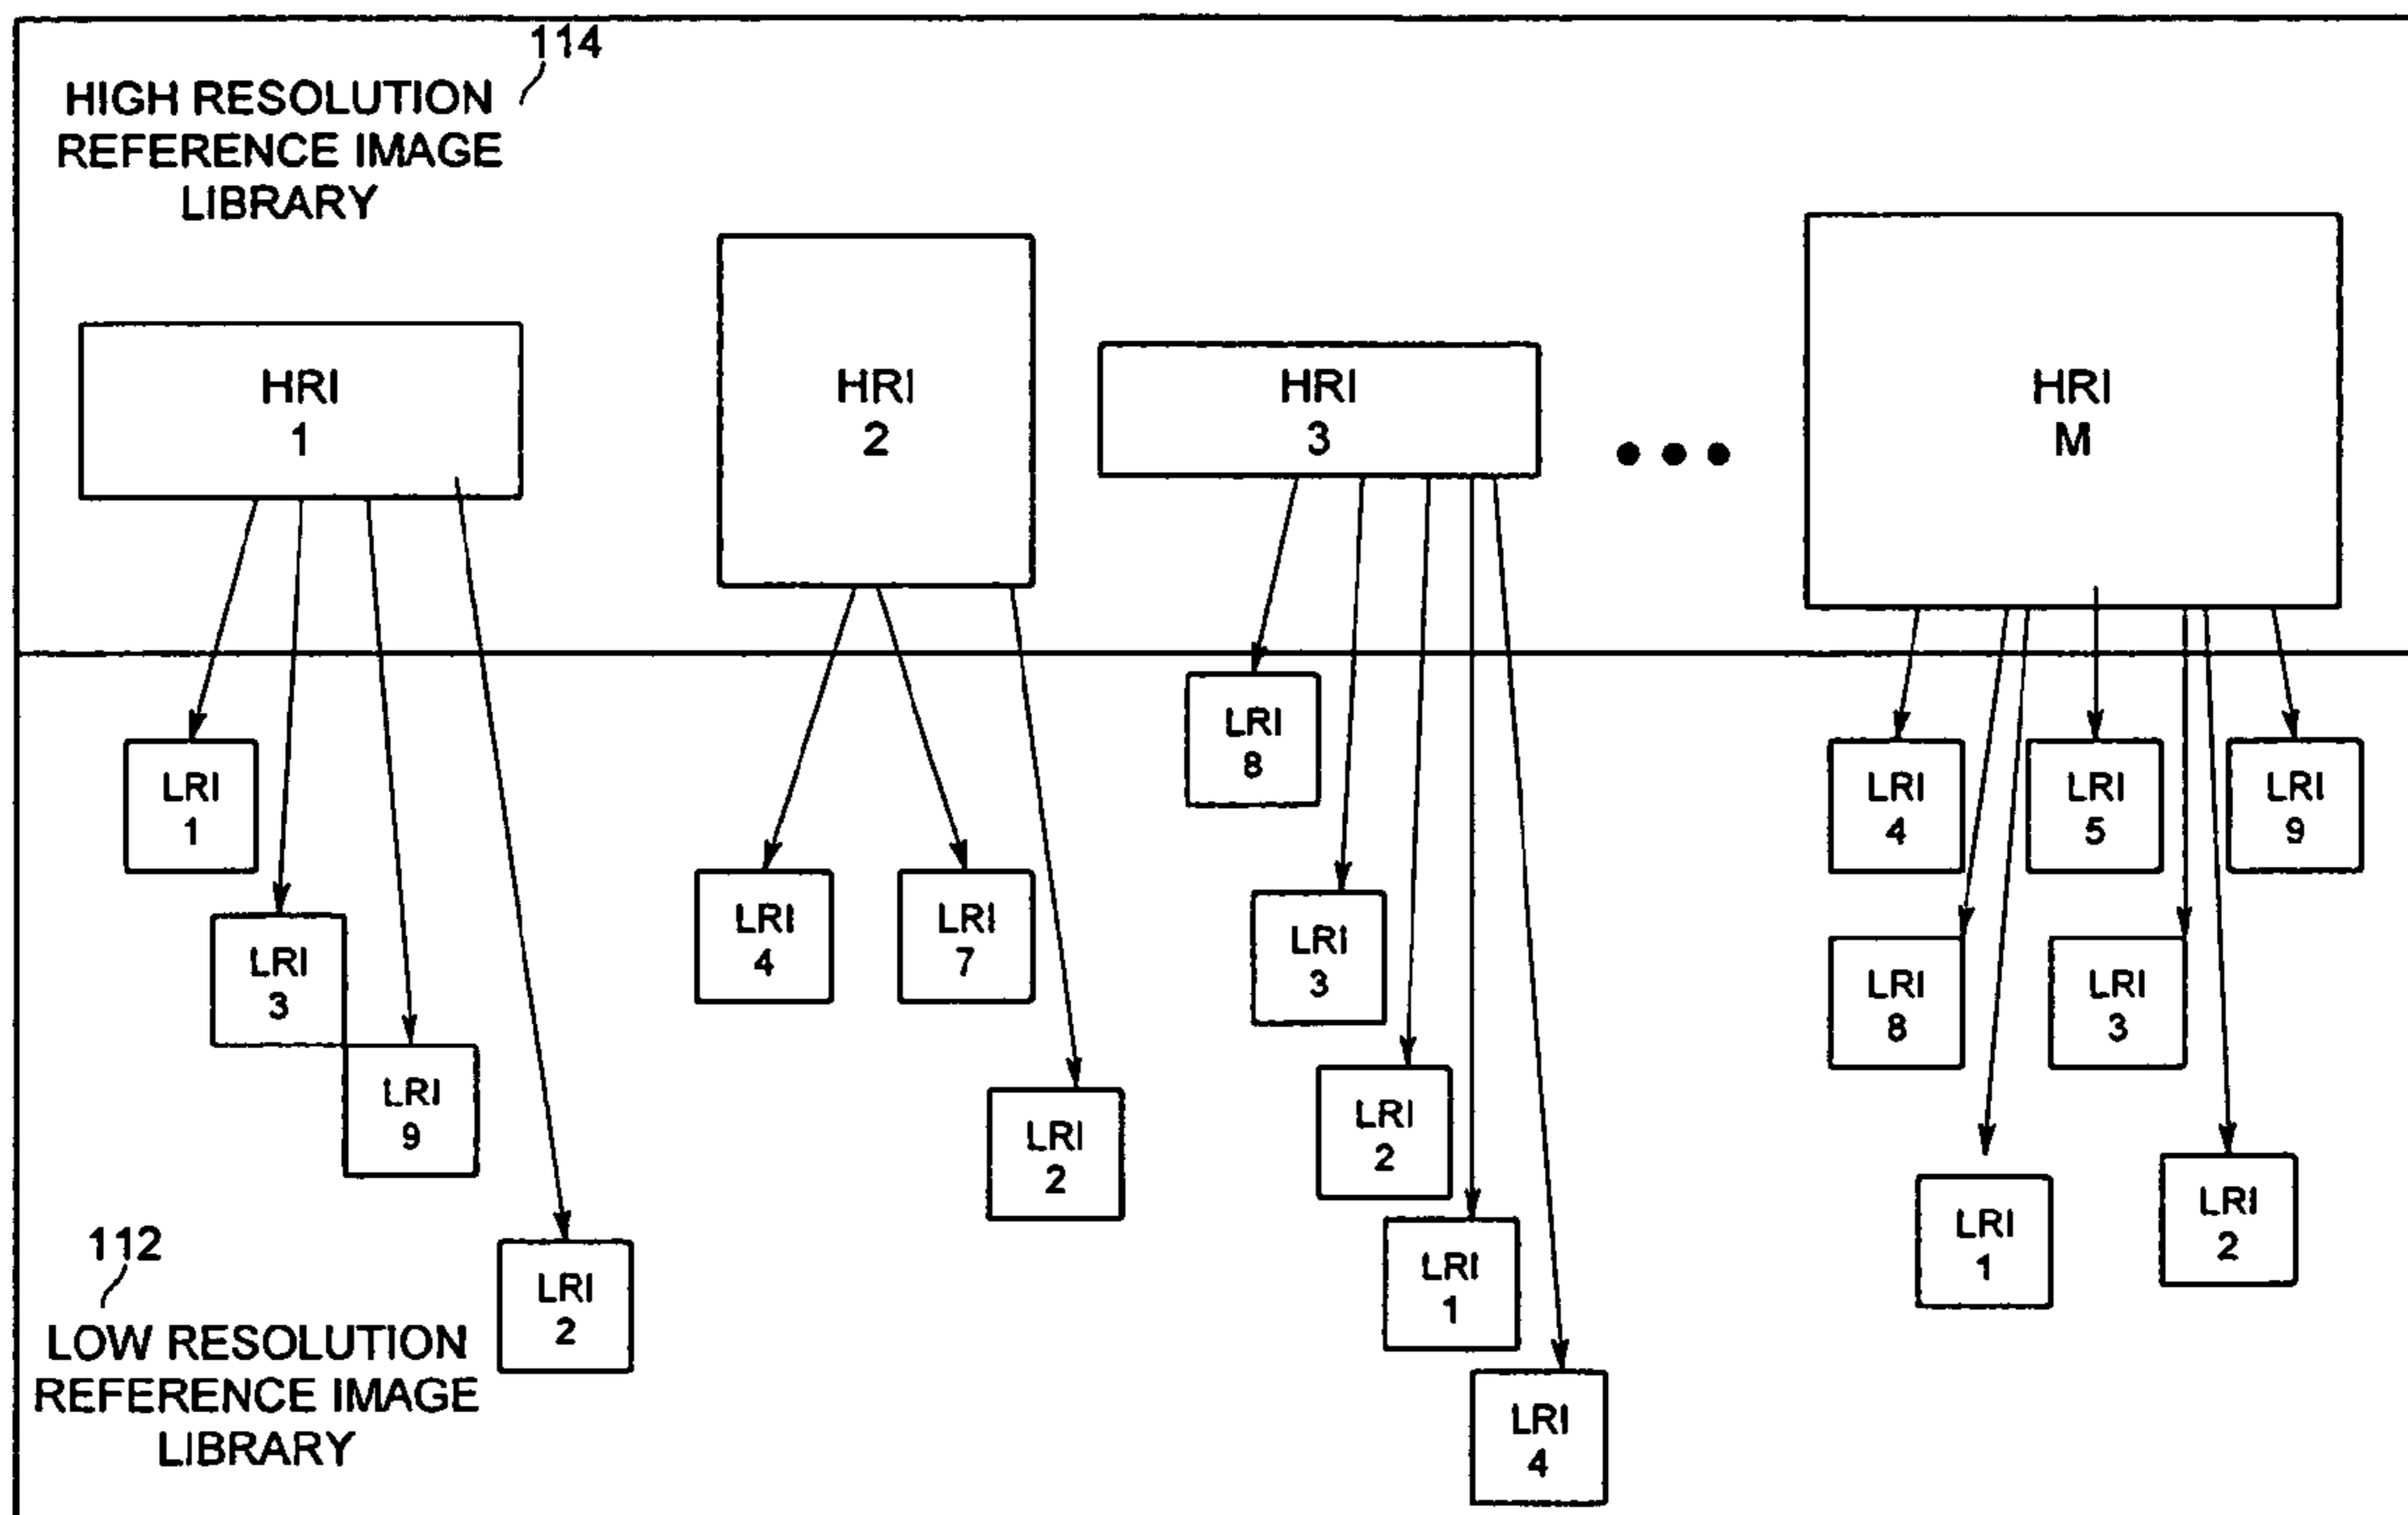 114
HIGH RESOLUTION
REFERENCE IMAGE
LIBRARY
HRI
1
HRI
2
HRI
3
HRI
M
LRI
1
LRI
3
LRI
9
LRI
2
LRI
4
LRI
7
LRI
2
LRI
8
LRI
3
LRI
2
LRI
1
LRI
4
LRI
4
LRI
5
LRI
9
LRI
8
LRI
3
LRI
1
LRI
2
112
LOW RESOLUTION
REFERENCE IMAGE
LIBRARY